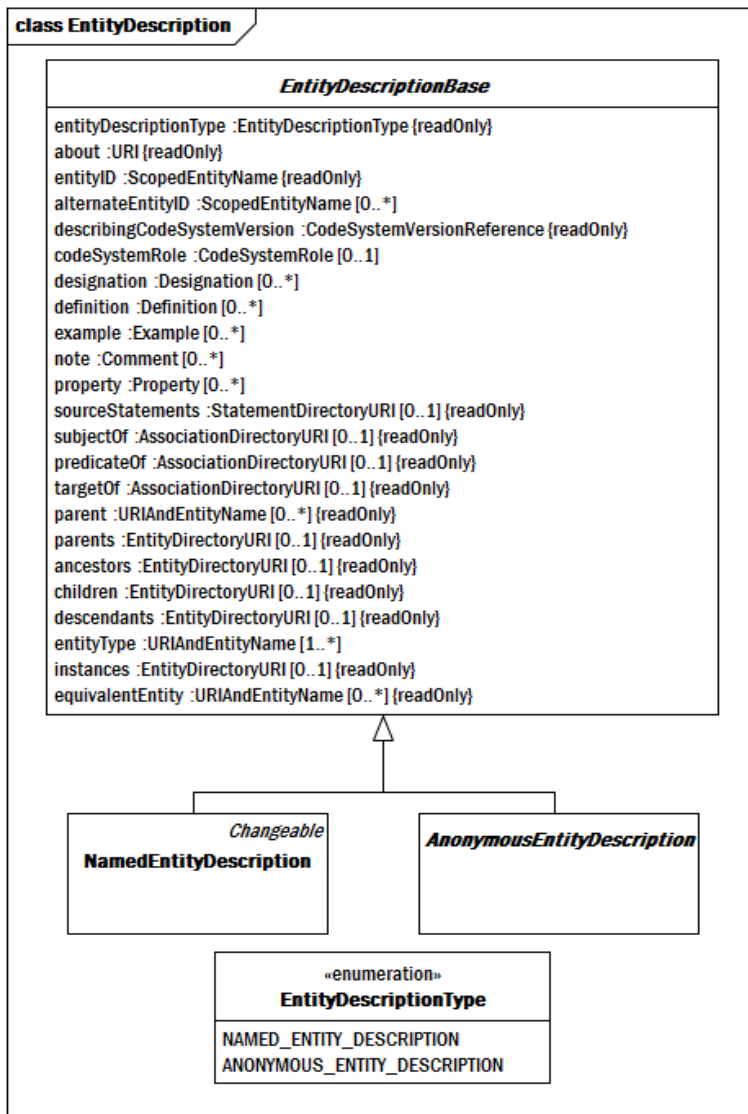 class EntityDescription
EntityDescriptionBase
entityDescriptionType :EntityDescriptionType {readOnly}
about :URI {readOnly}
entityID :ScopedEntityName {readOnly}
alternateEntityID :ScopedEntityName [0..*]
describingCodeSystemVersion :CodeSystemVersionReference {readOnly}
codeSystemRole :CodeSystemRole [0..1]
designation :Designation [0..*]
definition :Definition [0..*]
example :Example [0..*]
note :Comment [0..*]
property :Property [0..*]
sourceStatements :StatementDirectoryURI [0..1] {readOnly}
subjectOf :AssociationDirectoryURI [0..1] {readOnly}
predicateOf :AssociationDirectoryURI [0..1] {readOnly}
targetOf :AssociationDirectoryURI [0..1] {readOnly}
parent :URIAndEntityName [0..*] {readOnly}
parents :EntityDirectoryURI [0..1] {readOnly}
ancestors :EntityDirectoryURI [0..1] {readOnly}
children :EntityDirectoryURI [0..1] {readOnly}
descendants :EntityDirectoryURI [0..1] {readOnly}
entityType :URIAndEntityName [1..*]
instances :EntityDirectoryURI [0..1] {readOnly}
equivalentEntity :URIAndEntityName [0..*] {readOnly}
Changeable
NamedEntityDescription
AnonymousEntityDescription
«enumeration»
EntityDescriptionType
NAMED_ENTITY_DESCRIPTION
ANONYMOUS_ENTITY_DESCRIPTION